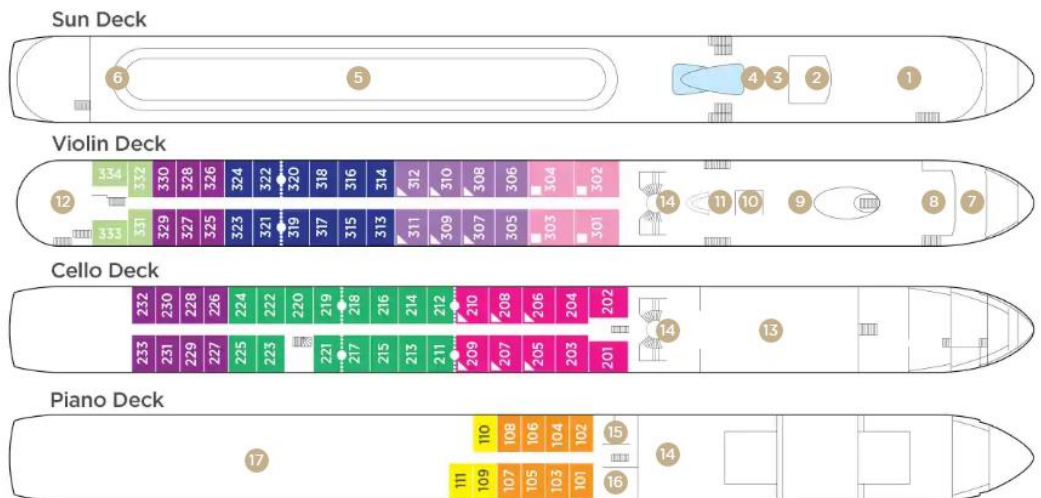 Sun Deck
6 5 4 3 2 1
Violin Deck
334 332 330 328 326 324 322 320 318 316 314 312 310 308 306 304 302
12 14 11 10 9 8 7
333 331 329 327 325 323 321 319 317 315 313 311 309 307 305 303 301
Cello Deck
232 230 228 226 224 222 220 219 218 216 214 212 210 208 206 204 202
14 13
233 231 229 227 225 223 221 217 215 213 211 209 207 205 203 201
Piano Deck
110 108 106 104 102 15
17 14
111 109 107 105 103 101 16